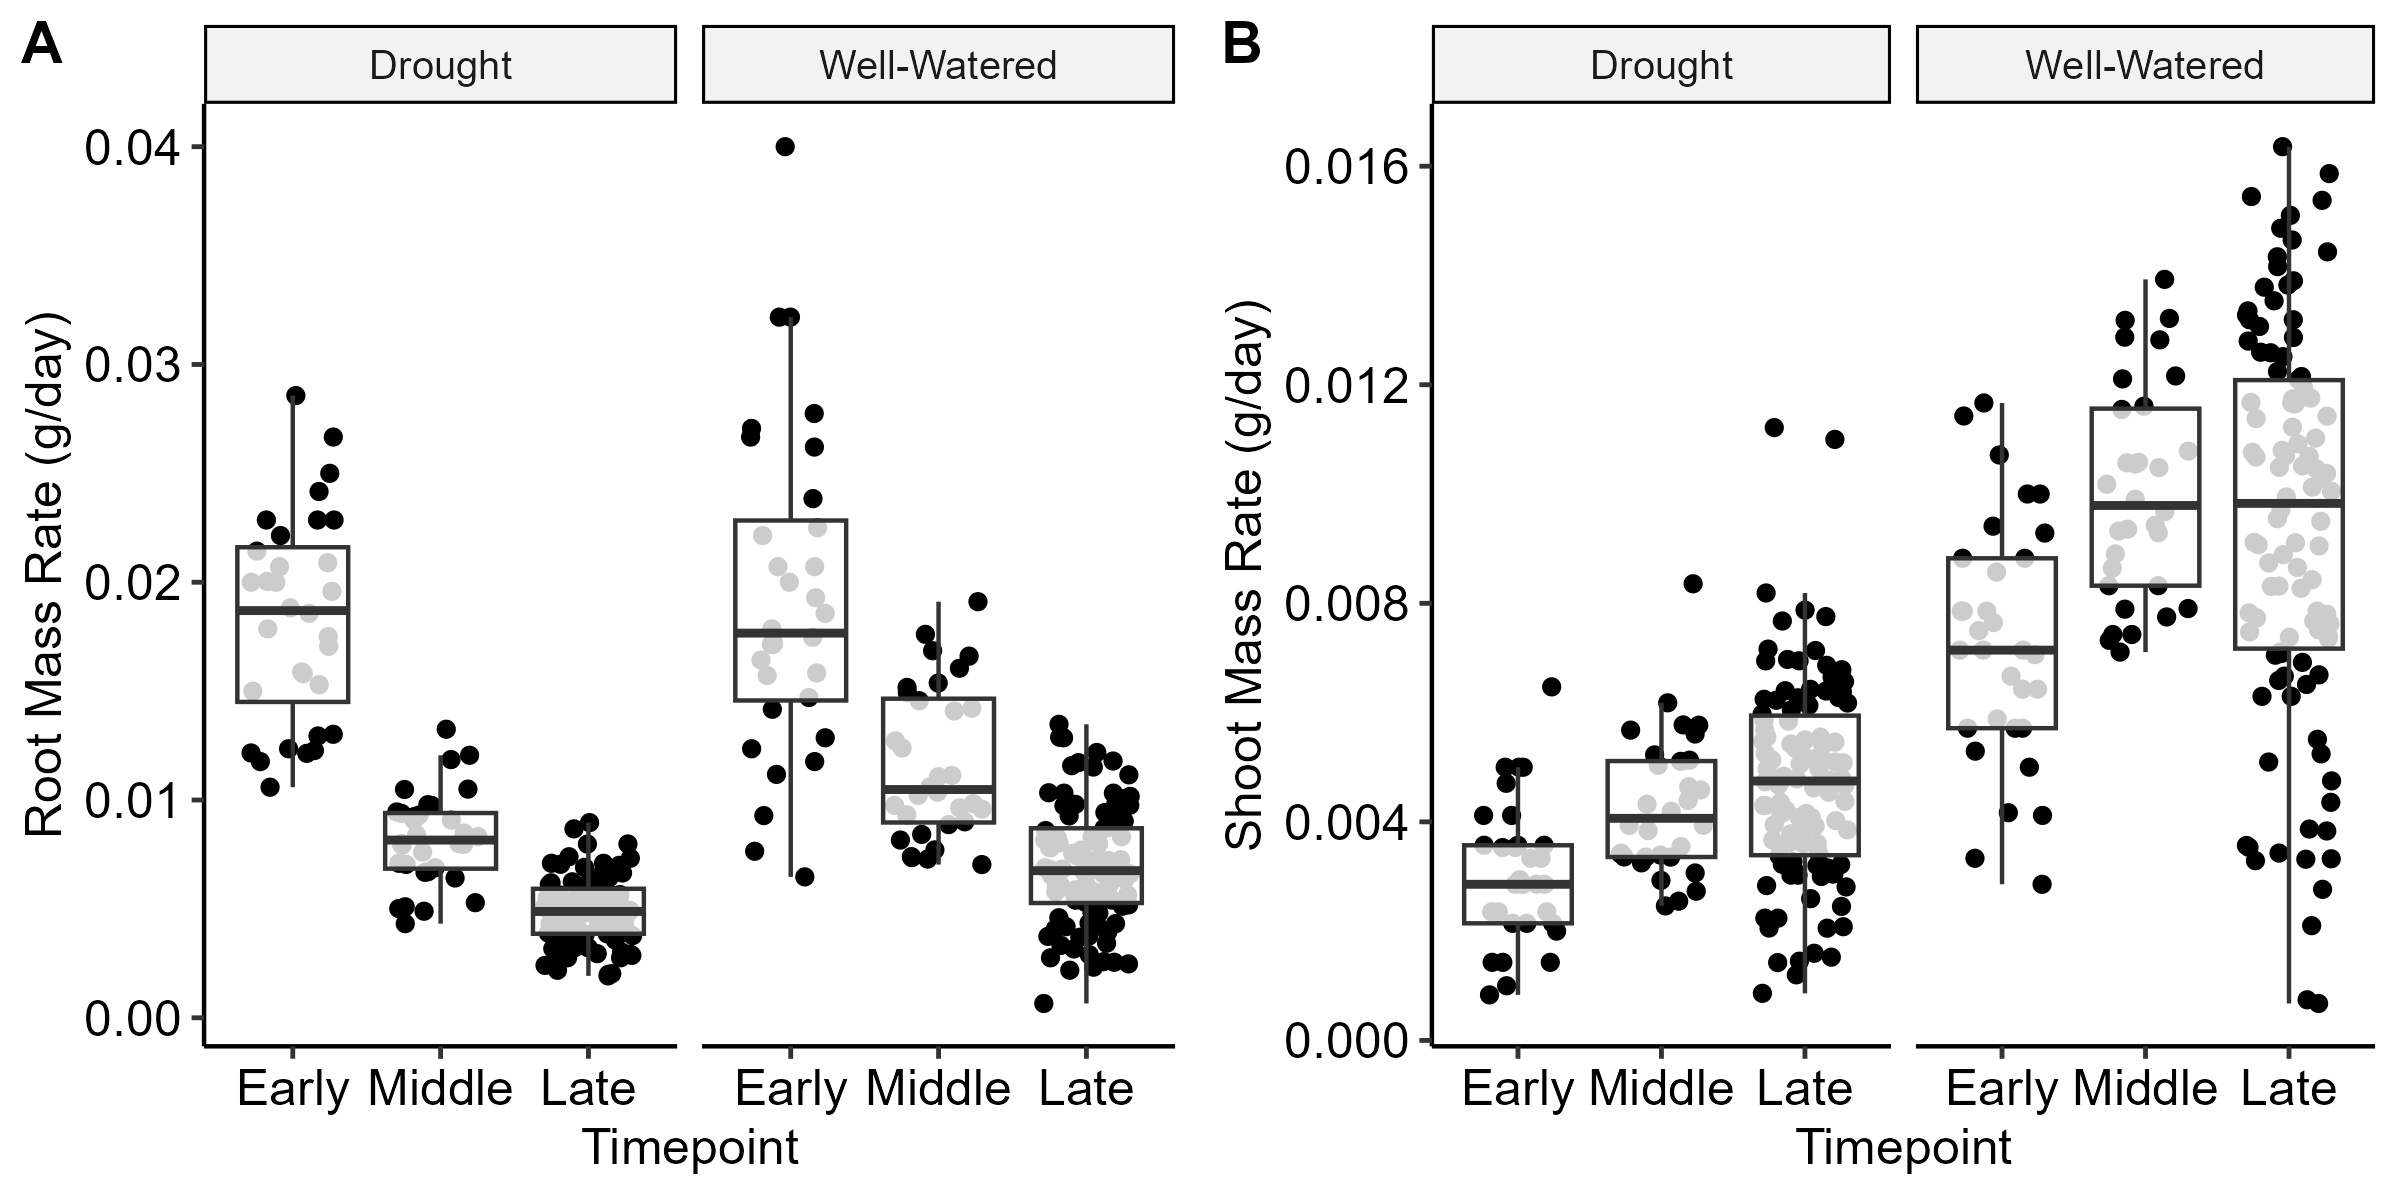 A
Drought
Well-Watered
Root Mass Rate (g/day)
0.04
0.03
0.02
0.01
0.00
Early Middle Late
Early Middle Late
Timepoint
B
Drought
Well-Watered
Shoot Mass Rate (g/day)
0.016
0.012
0.008
0.004
0.000
Early Middle Late
Early Middle Late
Timepoint